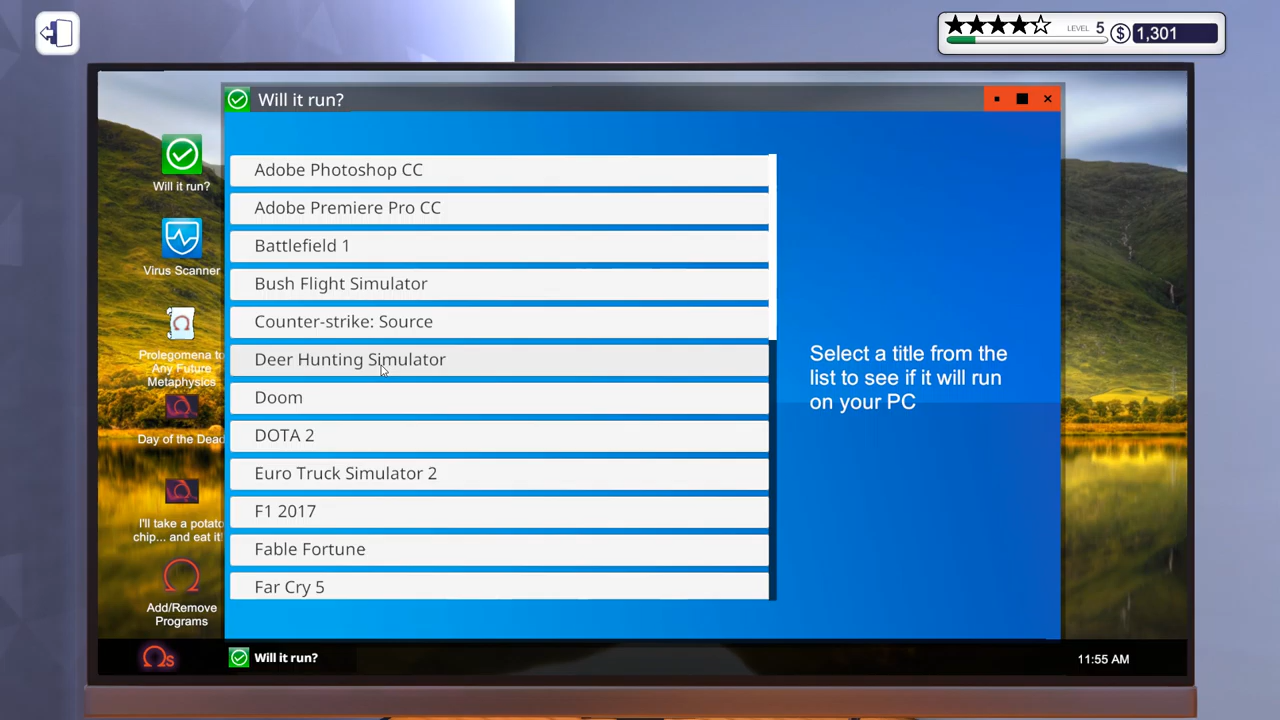 LEVEL 5
$ 1,301
Will it run?
Will it run?
Virus Scanner
Prolegomena to
Any Future
Metaphysics
Day of the Dead
I'll take a potato
chip... and eat it!
Add/Remove
Programs
Adobe Photoshop CC
Adobe Premiere Pro CC
Battlefield 1
Bush Flight Simulator
Counter-strike: Source
Deer Hunting Simulator
Doom
DOTA 2
Euro Truck Simulator 2
F1 2017
Fable Fortune
Far Cry 5
Select a title from the
list to see if it will run
on your PC
Ωs
Will it run?
11:55 AM